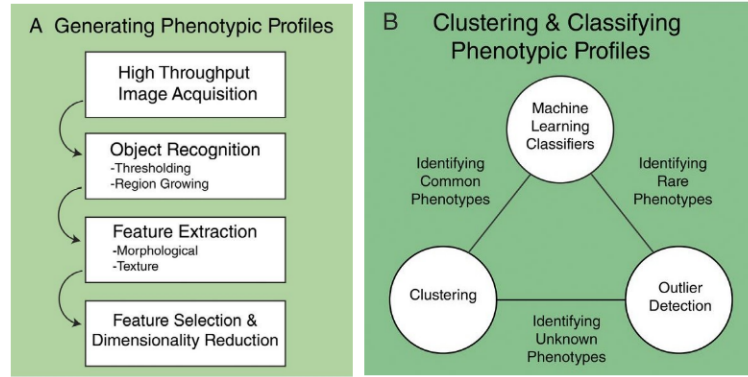 A Generating Phenotypic Profiles
High Throughput
Image Acquisition
Object Recognition
-Thresholding
-Region Growing
Feature Extraction
-Morphological
-Texture
Feature Selection &
Dimensionality Reduction
B Clustering & Classifying
Phenotypic Profiles
Machine
Learning
Classifiers
Identifying
Common
Phenotypes
Identifying
Rare
Phenotypes
Clustering
Outlier
Detection
Identifying
Unknown
Phenotypes